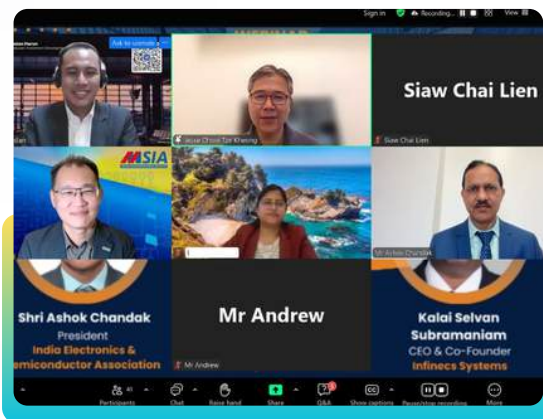 Sign in
Recording...
View
WEBINAR
Ask to unmute
Siaw Chai Lien
Siaw Chai Lien
MSIA
Mr Ashok Chandak
Shri Ashok Chandak
President
India Electronics &
Semiconductor Association
Mr Andrew
Mr Andrew
Kalai Selvan
Subramaniam
CEO & Co-Founder
Infinecs Systems
Participants
Chat
Raise hand
Share
Q&A
Show captions
Pause/stop recording
More